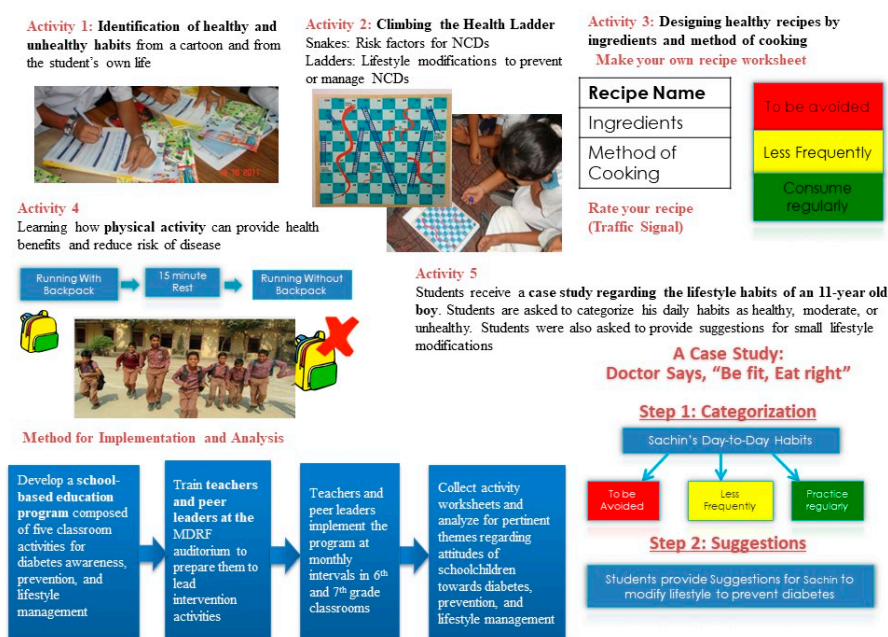 Activity 1: Identification of healthy and
unhealthy habits from a cartoon and from
the student's own life
Activity 2: Climbing the Health Ladder
Snakes: Risk factors for NCDs
Ladders: Lifestyle modifications to prevent
or manage NCDs
Activity 3: Designing healthy recipes by
ingredients and method of cooking
Make your own recipe worksheet
Recipe Name
Ingredients
Method of
Cooking
To be avoided
Less Frequently
Consume
regularly
Rate your recipe
(Traffic Signal)
Activity 4
Learning how physical activity can provide health
benefits and reduce risk of disease
Running With
Backpack
15 minute
Rest
Running Without
Backpack
Activity 5
Students receive a case study regarding the lifestyle habits of an 11-year old
boy. Students are asked to categorize his daily habits as healthy, moderate, or
unhealthy. Students were also asked to provide suggestions for small lifestyle
modifications
A Case Study:
Doctor Says, "Be fit, Eat right"
Step 1: Categorization
Sachin's Day-to-Day Habits
To be
Avoided
Less
Frequently
Practice
regularly
Step 2: Suggestions
Students provide Suggestions for Sachin to
modify lifestyle to prevent diabetes
Method for Implementation and Analysis
Develop a school-
based education
program composed
of five classroom
activities for
diabetes awareness,
prevention, and
lifestyle
management
Train teachers
and peer
leaders at the
MDRF
auditorium to
prepare them to
lead
intervention
activities
Teachers and
peer leaders
implement the
program at
monthly
intervals in 6th
and 7th grade
classrooms
Collect activity
worksheets and
analyze for pertinent
themes regarding
attitudes of
schoolchildren
towards diabetes,
prevention, and
lifestyle management